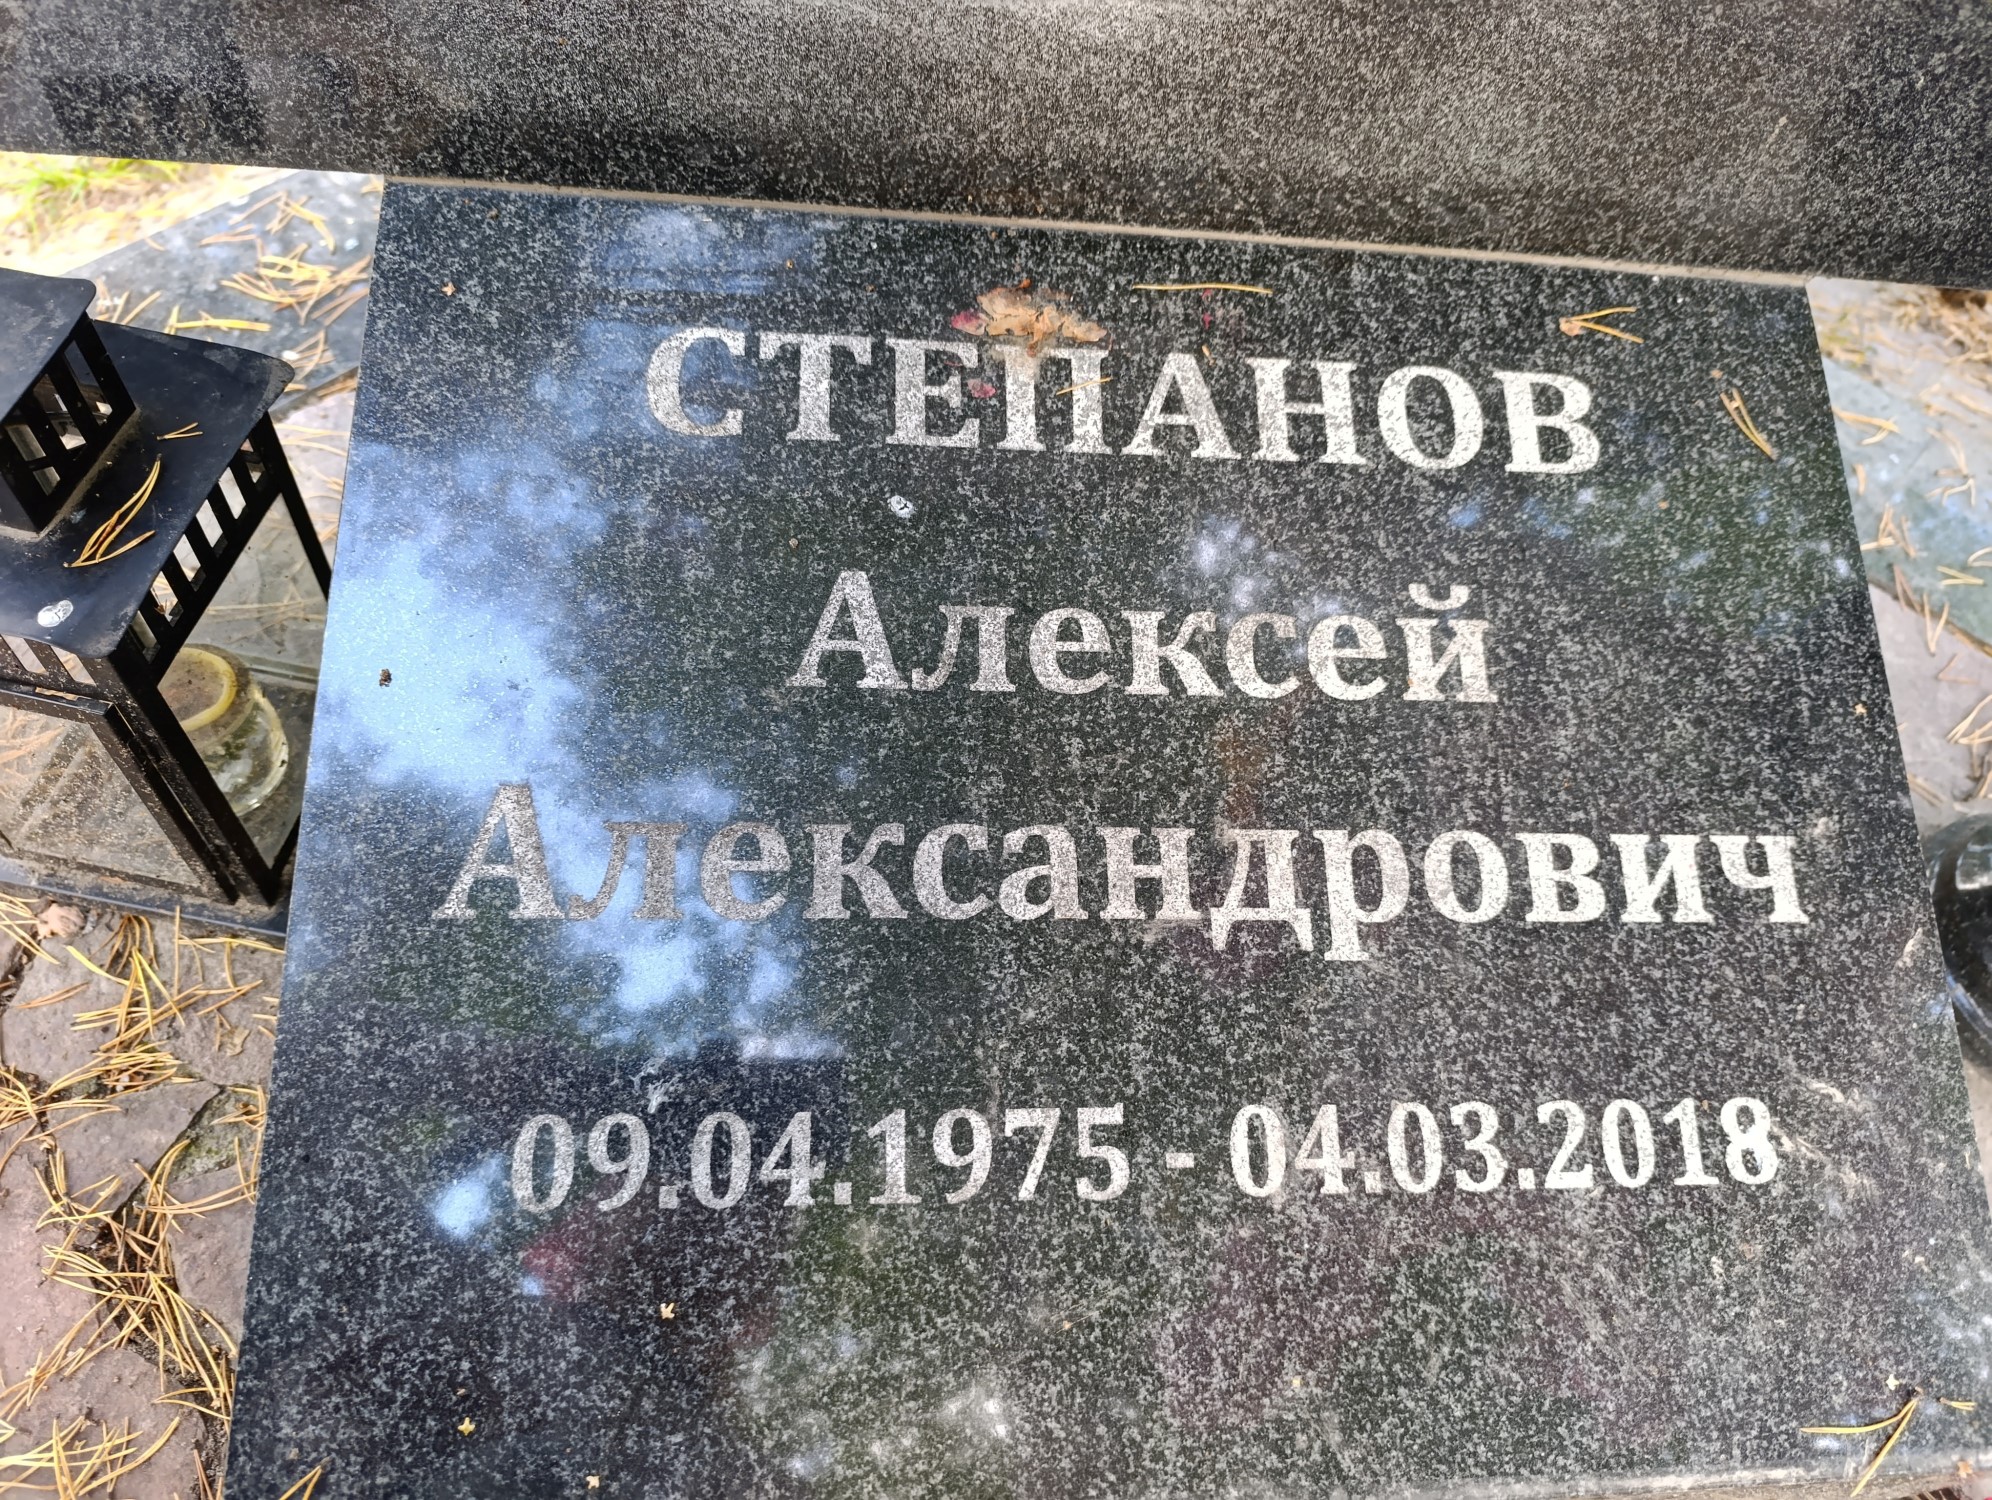 СТЕПАНОВ
Алексей
Александрович
09.04.1975 - 04.03.2018